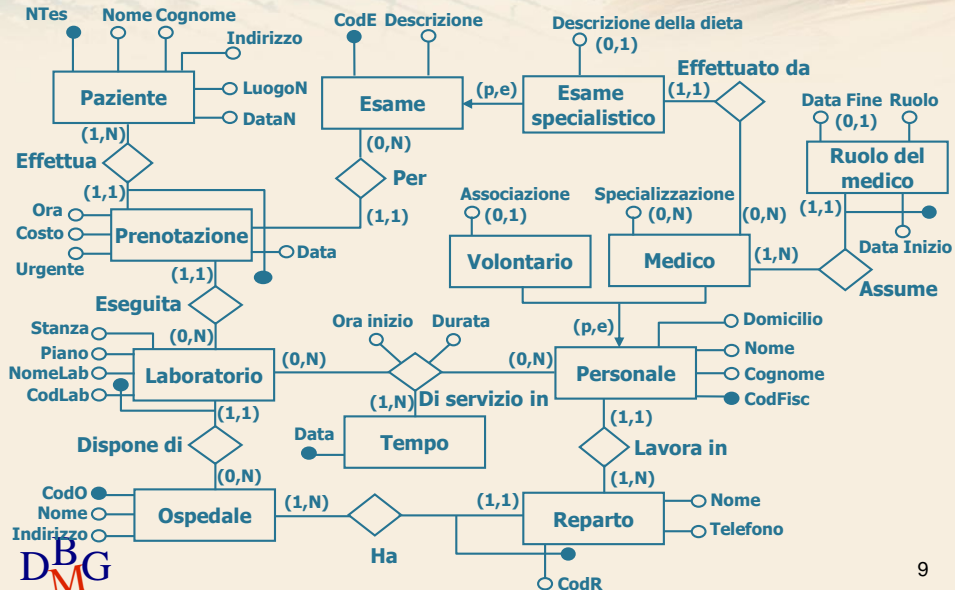 NTes
Nome Cognome
Indirizzo
CodE Descrizione
Descrizione della dieta
(0,1)
Effettuato da
Paziente
LuogoN
DataN
Esame
(p,e)
Esame
specialistico
(1,1)
Data Fine Ruolo
(0,1)
Ruolo del
medico
(1,N)
Effettua
(1,1)
(0,N)
Per
(1,1)
Associazione
(0,1)
Specializzazione
(0,N)
(0,N)
(1,1)
Data Inizio
Ora
Costo
Urgente
Prenotazione
Data
Volontario
Medico
(1,N)
Assume
(1,1)
Eseguita
(0,N)
Stanza
Piano
NomeLab
CodLab
Laboratorio
(0,N)
Ora inizio
Durata
(p,e)
(0,N)
Personale
Domicilio
Nome
Cognome
CodFisc
(1,1)
Dispone di
(0,N)
(1,N)
Di servizio in
Data
Tempo
(1,1)
Lavora in
(1,N)
CodO
Nome
Indirizzo
Ospedale
(1,N)
Ha
(1,1)
Reparto
Nome
Telefono
CodR
DBMG
9